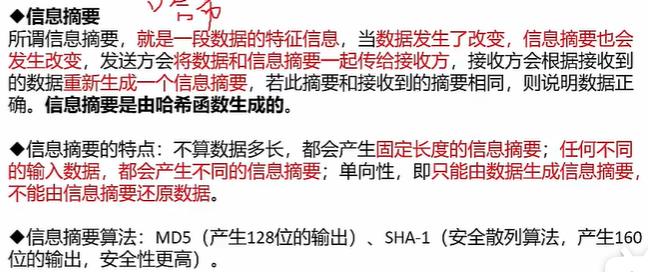 ◆信息摘要
所谓信息摘要，就是一段数据的特征信息，当数据发生了改变，信息摘要也会
发生改变，发送方会将数据和信息摘要一起传给接收方，接收方会根据接收到
的数据重新生成一个信息摘要，若此摘要和接收到的摘要相同，则说明数据正
确。信息摘要是由哈希函数生成的。
◆信息摘要的特点：不算数据多长，都会产生固定长度的信息摘要；任何不同
的输入数据，都会产生不同的信息摘要；单向性，即只能由数据生成信息摘要，
不能由信息摘要还原数据。
◆信息摘要算法：MD5（产生128位的输出）、SHA-1（安全散列算法，产生160
位的输出，安全性更高）。